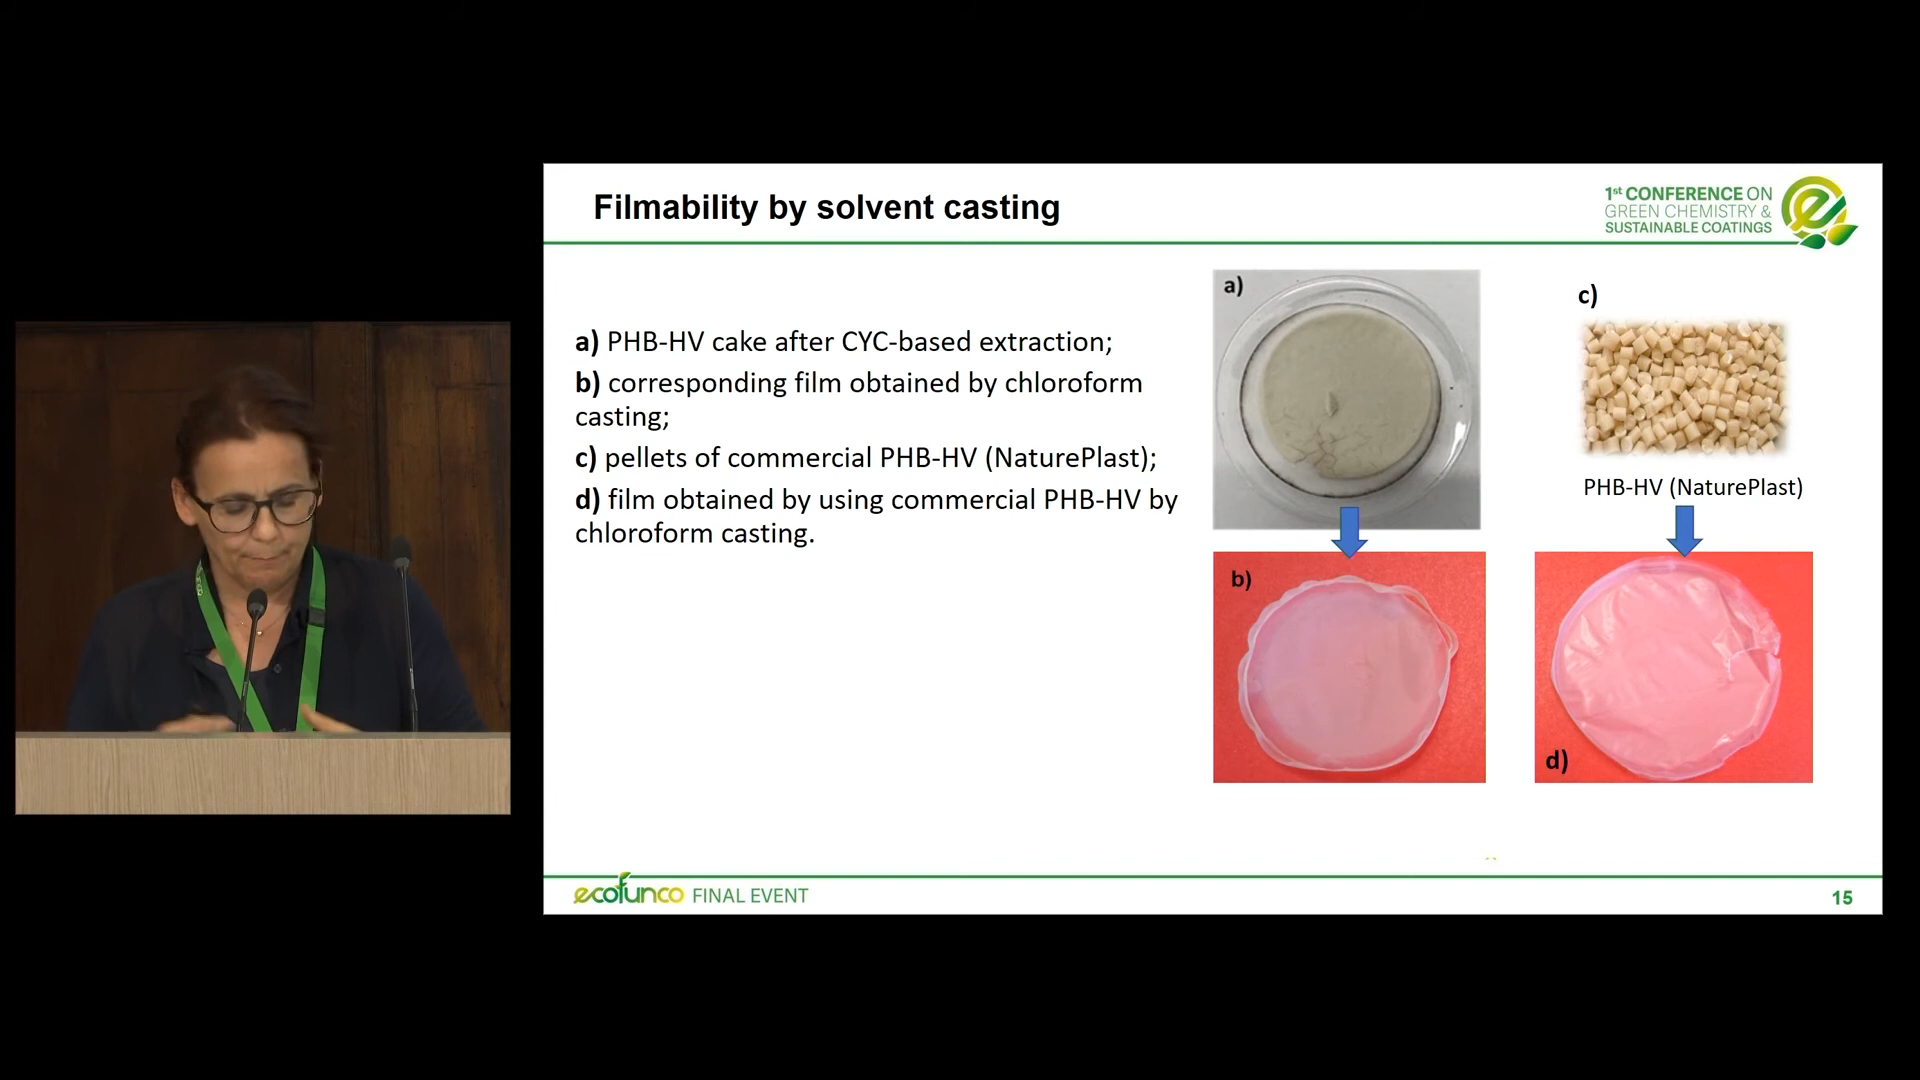 Filmability by solvent casting
1st CONFERENCE ON
GREEN CHEMISTRY &
SUSTAINABLE COATINGS
a) PHB-HV cake after CYC-based extraction;
b) corresponding film obtained by chloroform
casting;
c) pellets of commercial PHB-HV (NaturePlast);
d) film obtained by using commercial PHB-HV by
chloroform casting.
a)
c)
PHB-HV (NaturePlast)
b)
d)
ecofunco FINAL EVENT
15